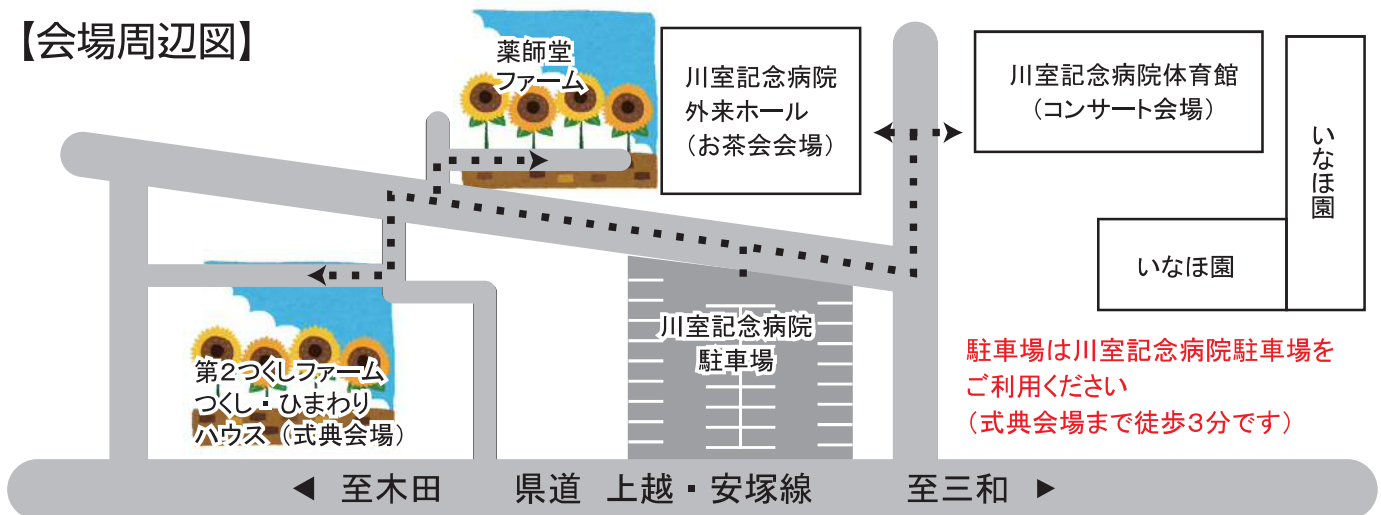 【会場周辺図】
薬師堂
ファーム
川室記念病院
外来ホール
（お茶会会場）
川室記念病院体育館
（コンサート会場）
いなほ園
いなほ園
川室記念病院
駐車場
第2つくしファーム
つくし・ひまわり
ハウス（式典会場）
駐車場は川室記念病院駐車場を
ご利用ください
（式典会場まで徒歩3分です）
◀ 至木田 県道 上越・安塚線 至三和 ▶